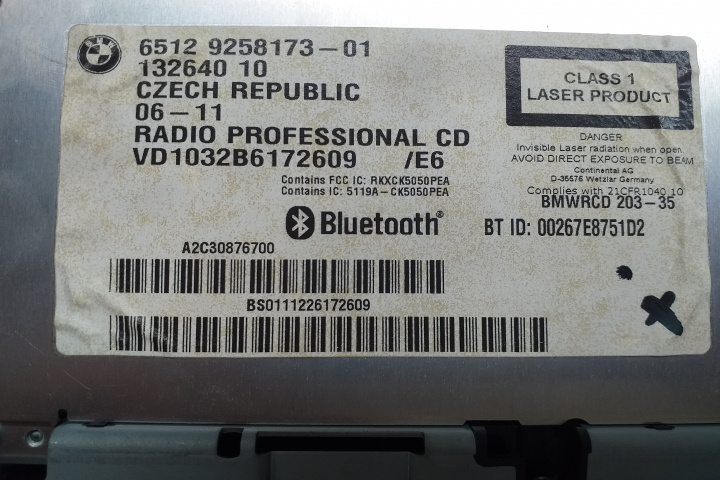 BMW
6512 9258173-01
132640 10
CZECH REPUBLIC
06-11
RADIO PROFESSIONAL CD
VD1032B6172609 /E6
CLASS 1
LASER PRODUCT
DANGER
Invisible Laser radiation when open.
AVOID DIRECT EXPOSURE TO BEAM
Continental AG
D-35576 Wetzlar Germany
Complies with 21CFR1040.10
Contains FCC IC: RKXCK5050PEA
Contains IC: 5119A-CK5050PEA
BMWRCD 203-35
Bluetooth®
BT ID: 00267E8751D2
A2C30876700
BS0111226172609